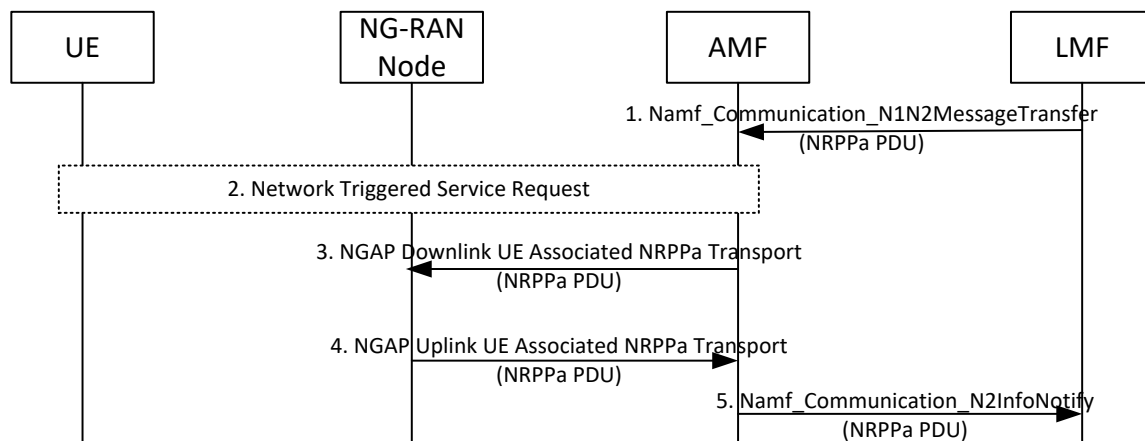 UE
NG-RAN
Node
AMF
LMF
1. Namf_Communication_N1N2MessageTransfer
(NRPPa PDU)
2. Network Triggered Service Request
3. NGAP Downlink UE Associated NRPPa Transport
(NRPPa PDU)
4. NGAP Uplink UE Associated NRPPa Transport
(NRPPa PDU)
5. Namf_Communication_N2InfoNotify
(NRPPa PDU)